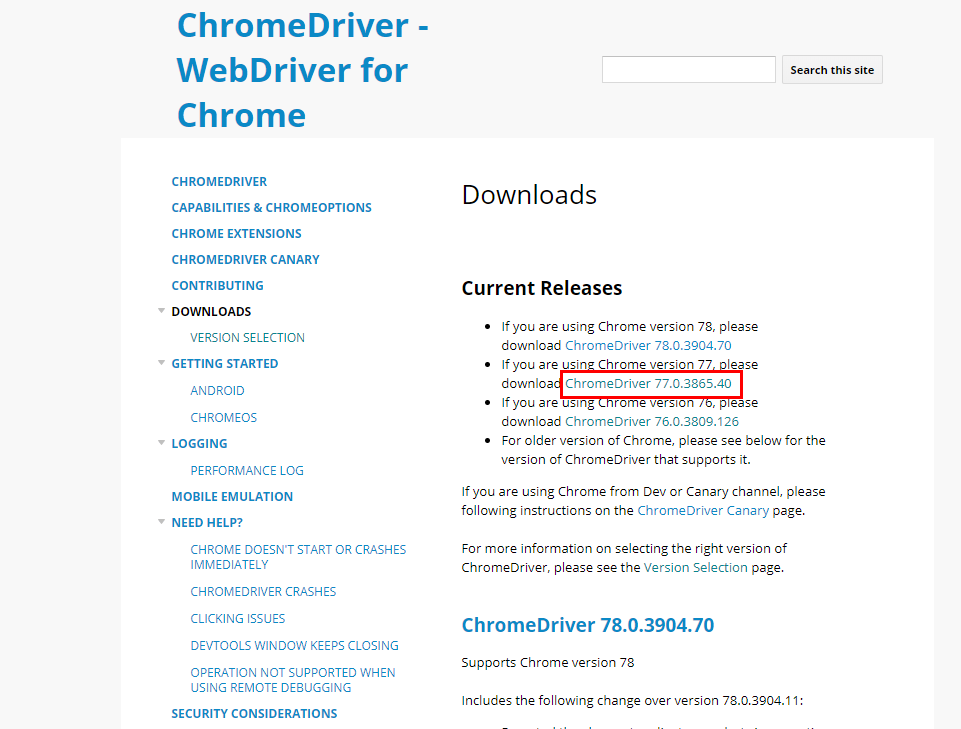 ChromeDriver -
WebDriver for
Chrome
Search this site
CHROMEDRIVER
CAPABILITIES & CHROMEOPTIONS
CHROME EXTENSIONS
CHROMEDRIVER CANARY
CONTRIBUTING
DOWNLOADS
VERSION SELECTION
GETTING STARTED
ANDROID
CHROMEOS
LOGGING
PERFORMANCE LOG
MOBILE EMULATION
NEED HELP?
CHROME DOESN'T START OR CRASHES
IMMEDIATELY
CHROMEDRIVER CRASHES
CLICKING ISSUES
DEVTOOLS WINDOW KEEPS CLOSING
OPERATION NOT SUPPORTED WHEN
USING REMOTE DEBUGGING
SECURITY CONSIDERATIONS
Downloads
Current Releases
If you are using Chrome version 78, please
download ChromeDriver 78.0.3904.70
If you are using Chrome version 77, please
download ChromeDriver 77.0.3865.40
If you are using Chrome version 76, please
download ChromeDriver 76.0.3809.126
For older version of Chrome, please see below for the
version of ChromeDriver that supports it.
If you are using Chrome from Dev or Canary channel, please
following instructions on the ChromeDriver Canary page.
For more information on selecting the right version of
ChromeDriver, please see the Version Selection page.
ChromeDriver 78.0.3904.70
Supports Chrome version 78
Includes the following change over version 78.0.3904.11: